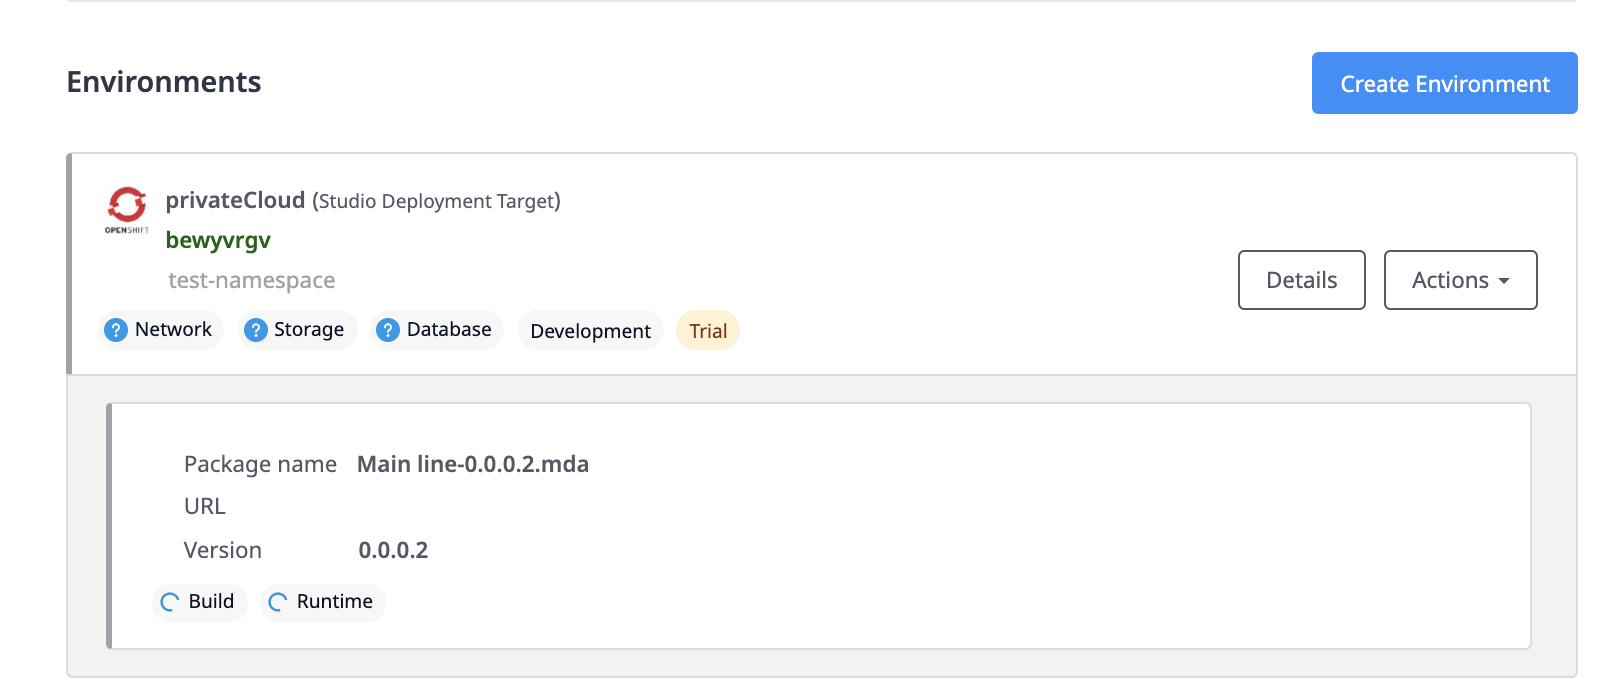 Environments
Create Environment
privateCloud (Studio Deployment Target)
OPENSHIFT
bewyvrgv
test-namespace
Details
Actions
? Network
? Storage
? Database
Development
Trial
Package name Main line-0.0.0.2.mda
URL
Version 0.0.0.2
Build
Runtime